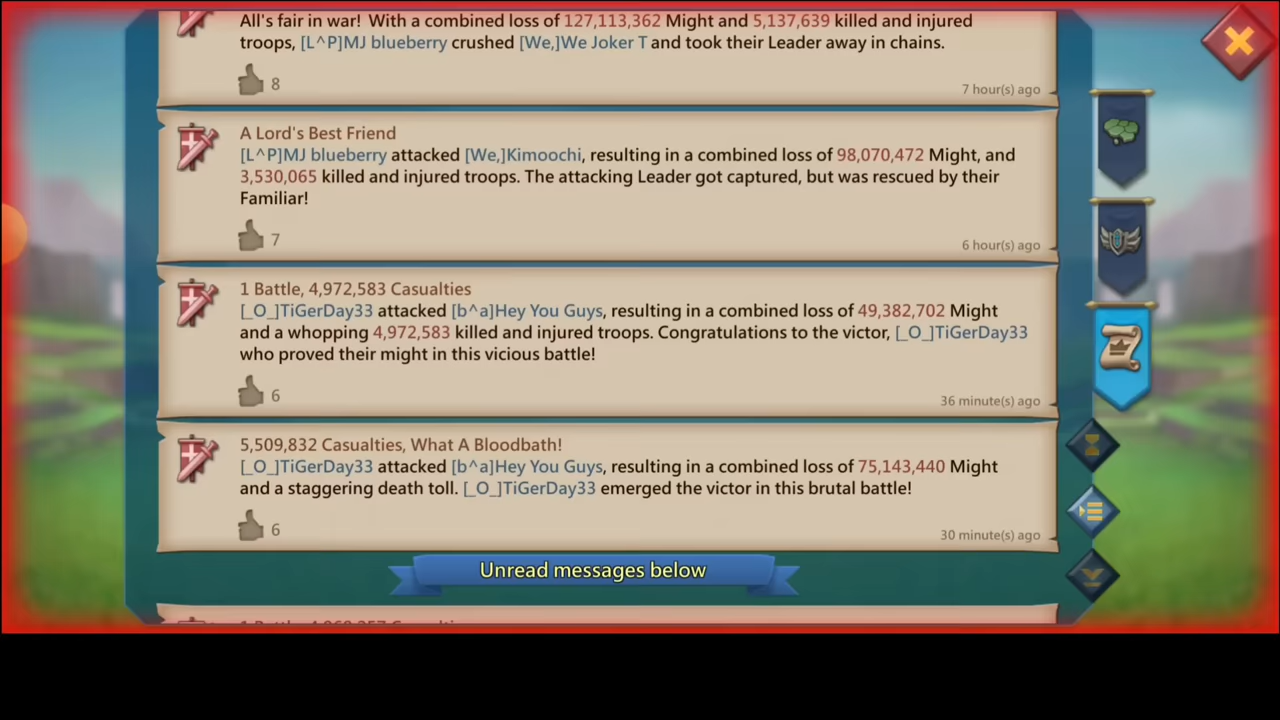 All's fair in war! With a combined loss of 127,113,362 Might and 5,137,639 killed and injured
troops, [L^P]MJ blueberry crushed [We,]We Joker T and took their Leader away in chains.
8
7 hour(s) ago
A Lord's Best Friend
[L^P]MJ blueberry attacked [We,]Kimoochi, resulting in a combined loss of 98,070,472 Might, and
3,530,065 killed and injured troops. The attacking Leader got captured, but was rescued by their
Familiar!
7
6 hour(s) ago
1 Battle, 4,972,583 Casualties
[_O_]TiGerDay33 attacked [b^a]Hey You Guys, resulting in a combined loss of 49,382,702 Might
and a whopping 4,972,583 killed and injured troops. Congratulations to the victor, [_O_]TiGerDay33
who proved their might in this vicious battle!
6
36 minute(s) ago
5,509,832 Casualties, What A Bloodbath!
[_O_]TiGerDay33 attacked [b^a]Hey You Guys, resulting in a combined loss of 75,143,440 Might
and a staggering death toll. [_O_]TiGerDay33 emerged the victor in this brutal battle!
6
30 minute(s) ago
Unread messages below